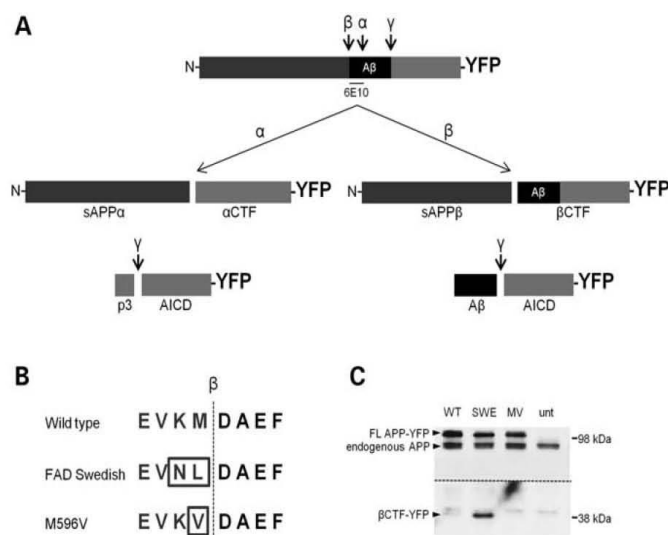 A
β α γ
N- Aβ -YFP
6E10
α β
N- -YFP N- Aβ -YFP
sAPPα αCTF sAPPβ βCTF
γ γ
-YFP -YFP
p3 AICD Aβ AICD
B
β
Wild type E V K M D A E F
FAD Swedish E V N L D A E F
M596V E V K V D A E F
C
WT SWE MV unt
FL APP-YFP
-98 kDa
endogenous APP
βCTF-YFP -38 kDa